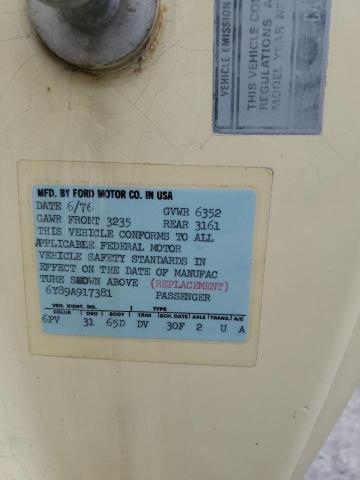 VEHICLE EMISSION
THIS VEHICLE CO
REGULATIONS A
MODEL YEAR NE
DA
MFD. BY FORD MOTOR CO. IN USA
DATE 6/76 GVWR 6352
GAWR FRONT 3235 REAR 3161
THIS VEHICLE CONFORMS TO ALL
APPLICABLE FEDERAL MOTOR
VEHICLE SAFETY STANDARDS IN
EFFECT ON THE DATE OF MANUFAC
TURE SHOWN ABOVE (REPLACEMENT)
6Y89A917381 PASSENGER
VEH. IDENT. NO. TYPE
COLOR DSO BODY TRIM SCH. DATE AXLE TRANS. A/C
6PV 31 65D DV 30F 2 U A